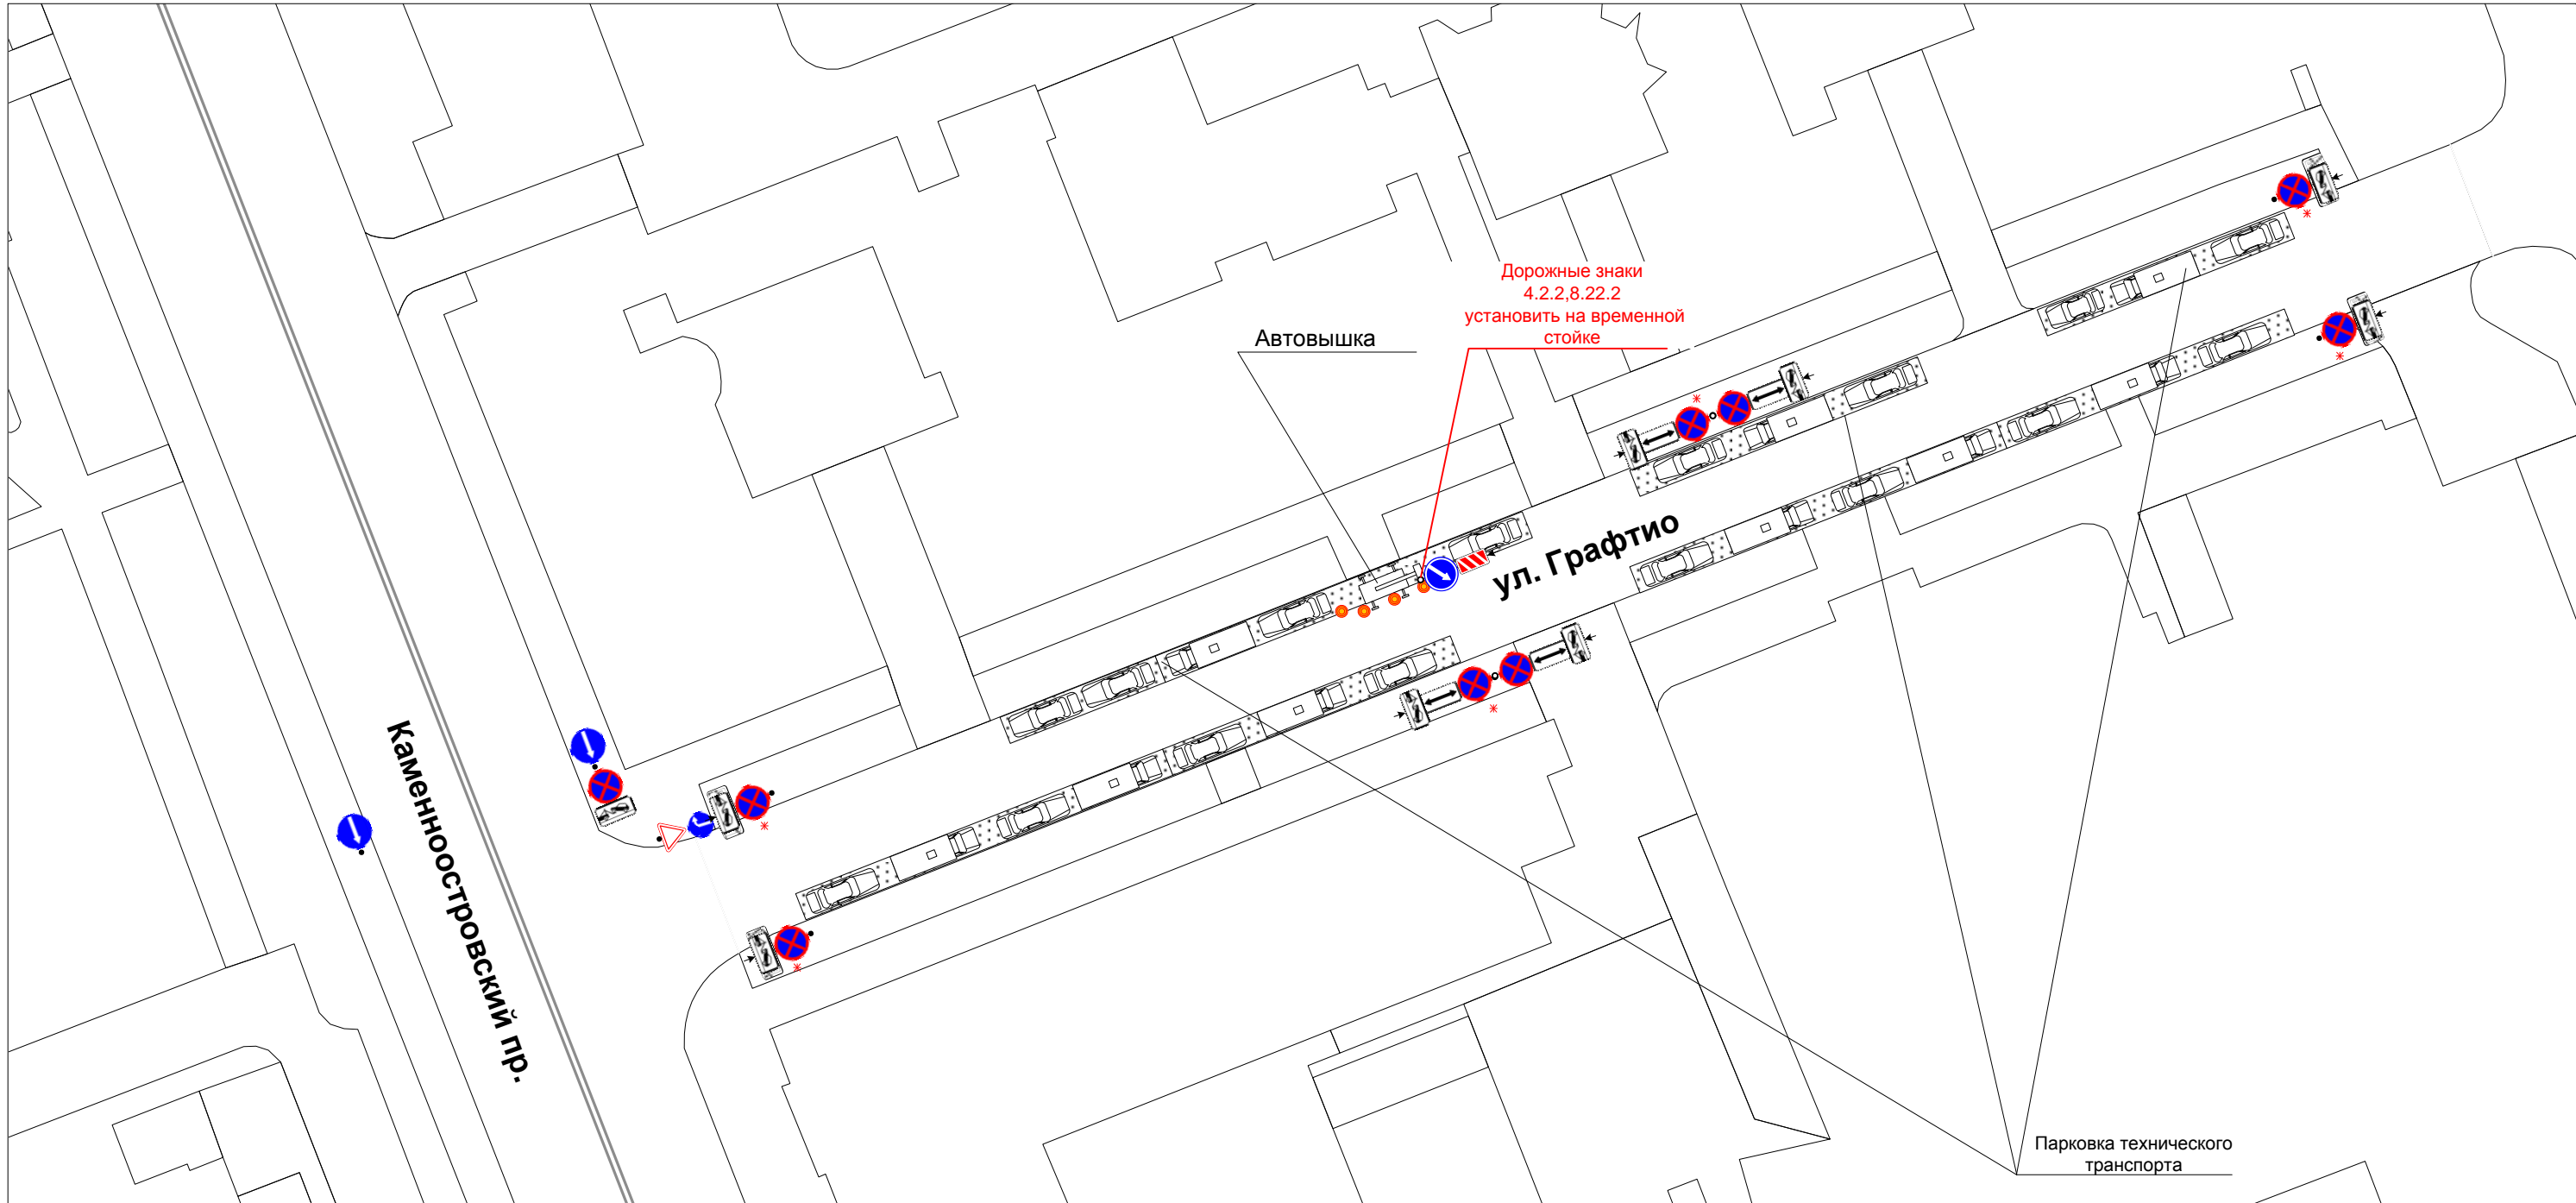 Дорожные знаки
4.2.2,8.22.2
установить на временной
стойке
Автовышка
ул. Графтио
Каменноостровский пр.
Парковка технического
транспорта